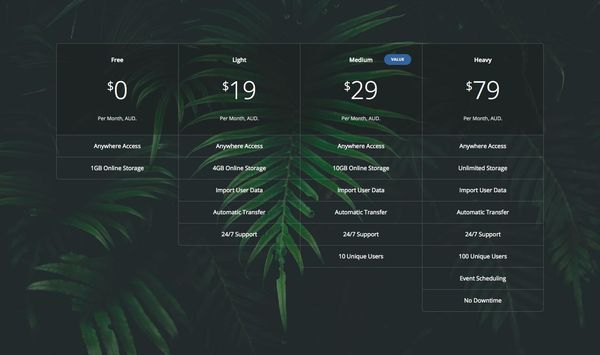 Free
$0
Per Month, AUD.
Anywhere Access
1GB Online Storage
Light
$19
Per Month, AUD.
Anywhere Access
4GB Online Storage
Import User Data
Automatic Transfer
24/7 Support
Medium
VALUE
$29
Per Month, AUD.
Anywhere Access
10GB Online Storage
Import User Data
Automatic Transfer
24/7 Support
10 Unique Users
Heavy
$79
Per Month, AUD.
Anywhere Access
Unlimited Storage
Import User Data
Automatic Transfer
24/7 Support
100 Unique Users
Event Scheduling
No Downtime